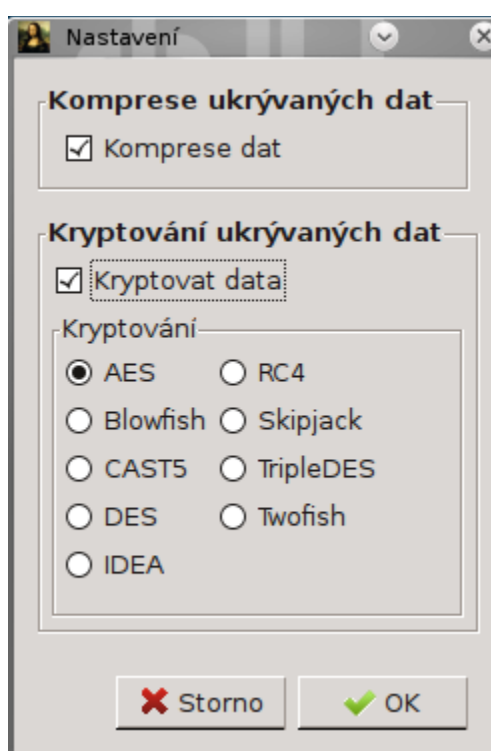 Nastavení
Komprese ukrývaných dat
Komprese dat
Kryptování ukrývaných dat
Kryptovat data
Kryptování
AES RC4
Blowfish Skipjack
CAST5 TripleDES
DES Twofish
IDEA
Storno OK